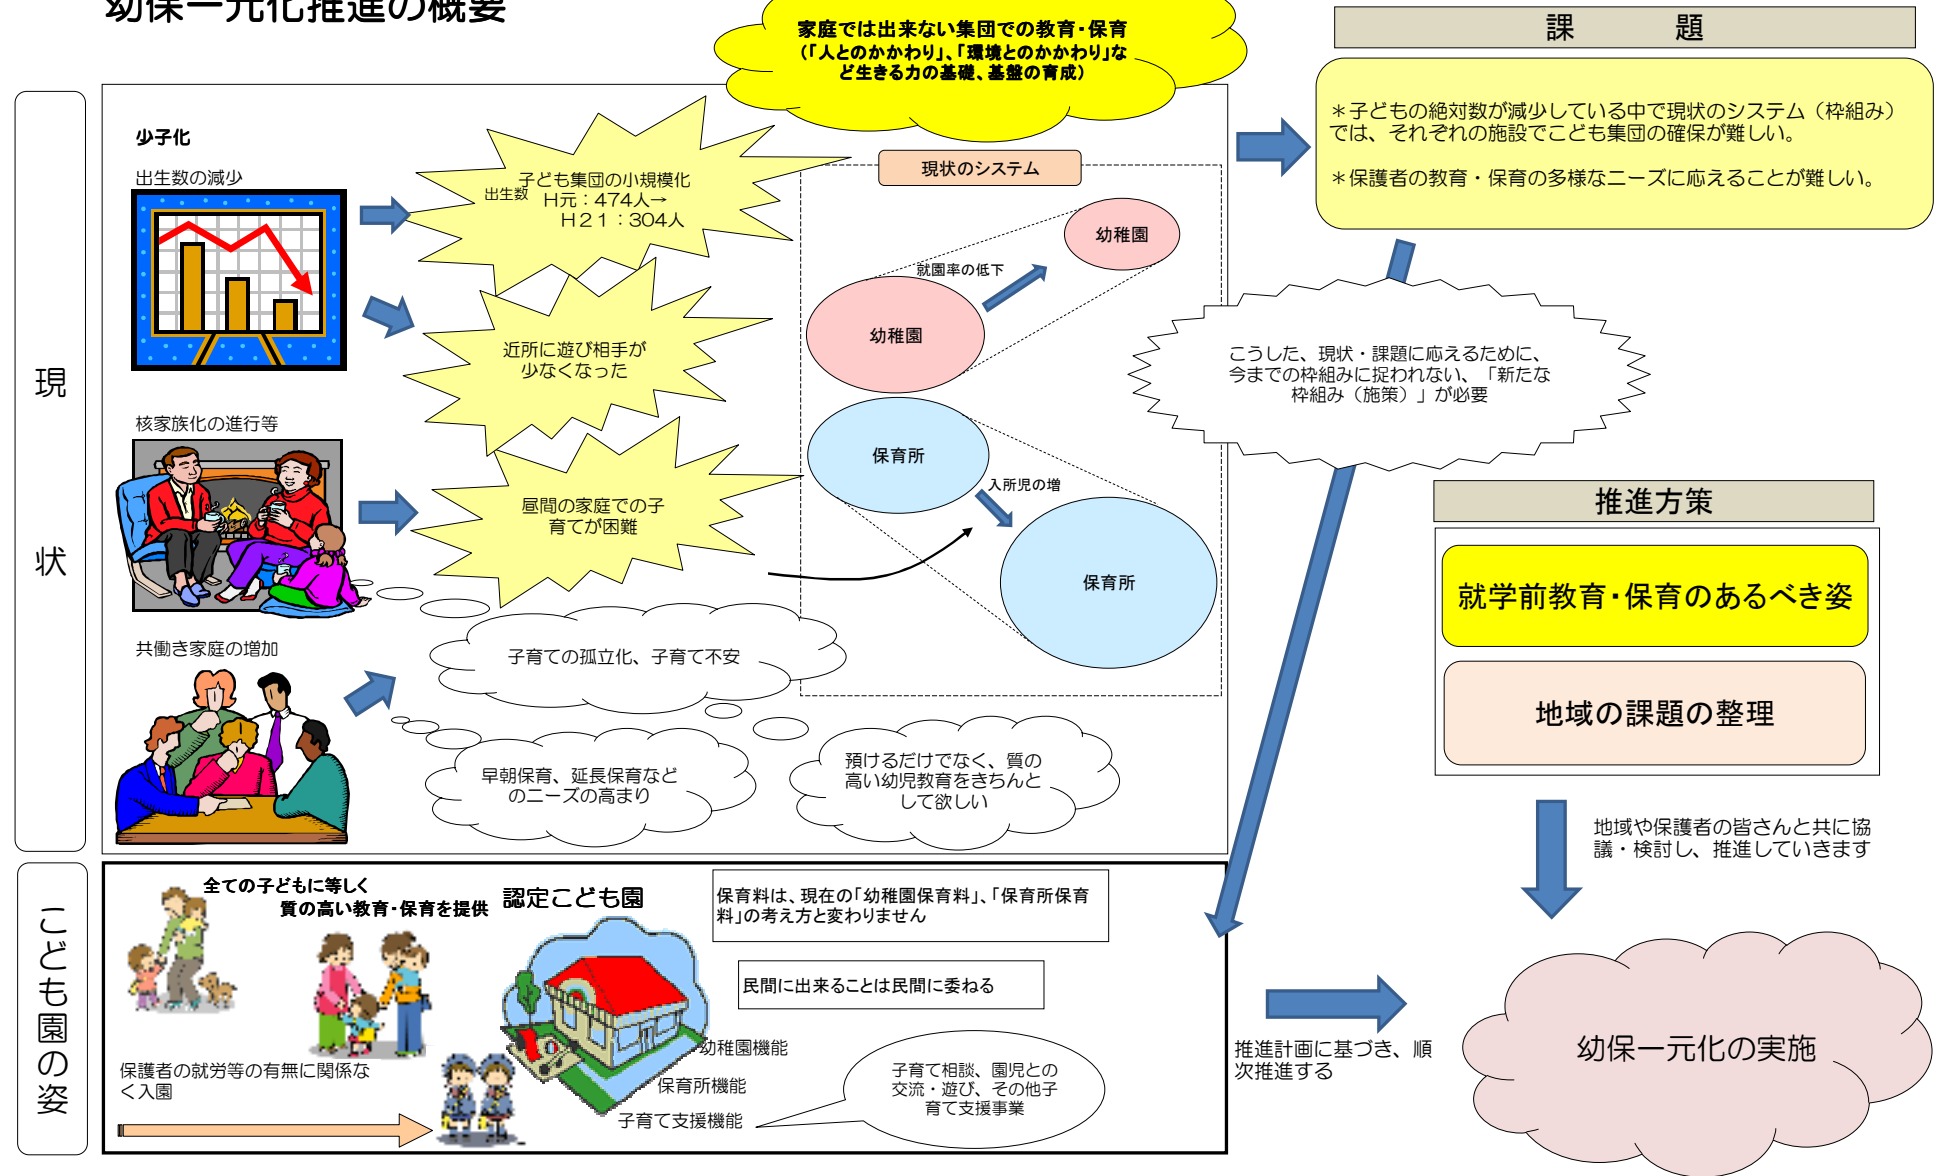 幼保一元化推進の概要
家庭では出来ない集団での教育・保育
(「人とのかかわり」、「環境とのかかわり」な
ど生きる力の基礎、基盤の育成)
課　題
現状
少子化
出生数の減少
子ども集団の小規模化
出生数　H元：474人→
H21：304人
近所に遊び相手が
少なくなった
核家族化の進行等
昼間の家庭での子
育てが困難
共働き家庭の増加
子育ての孤立化、子育て不安
早朝保育、延長保育など
のニーズの高まり
預けるだけでなく、質の
高い幼児教育をきちんと
して欲しい
現状のシステム
幼稚園
就園率の低下
幼稚園
保育所
入所児の増
保育所
＊子どもの絶対数が減少している中で現状のシステム（枠組み）
では、それぞれの施設でこども集団の確保が難しい。
＊保護者の教育・保育の多様なニーズに応えることが難しい。
こうした、現状・課題に応えるために、
今までの枠組みに捉われない、「新たな
枠組み（施策）」が必要
推進方策
就学前教育・保育のあるべき姿
地域の課題の整理
地域や保護者の皆さんと共に協
議・検討し、推進していきます
こども園の姿
全ての子どもに等しく
質の高い教育・保育を提供
認定こども園
保育料は、現在の「幼稚園保育料」、「保育所保育
料」の考え方と変わりません
民間に出来ることは民間に委ねる
幼稚園機能
保育所機能
子育て支援機能
子育て相談、園児との
交流・遊び、その他子
育て支援事業
保護者の就労等の有無に関係な
く入園
推進計画に基づき、順
次推進する
幼保一元化の実施